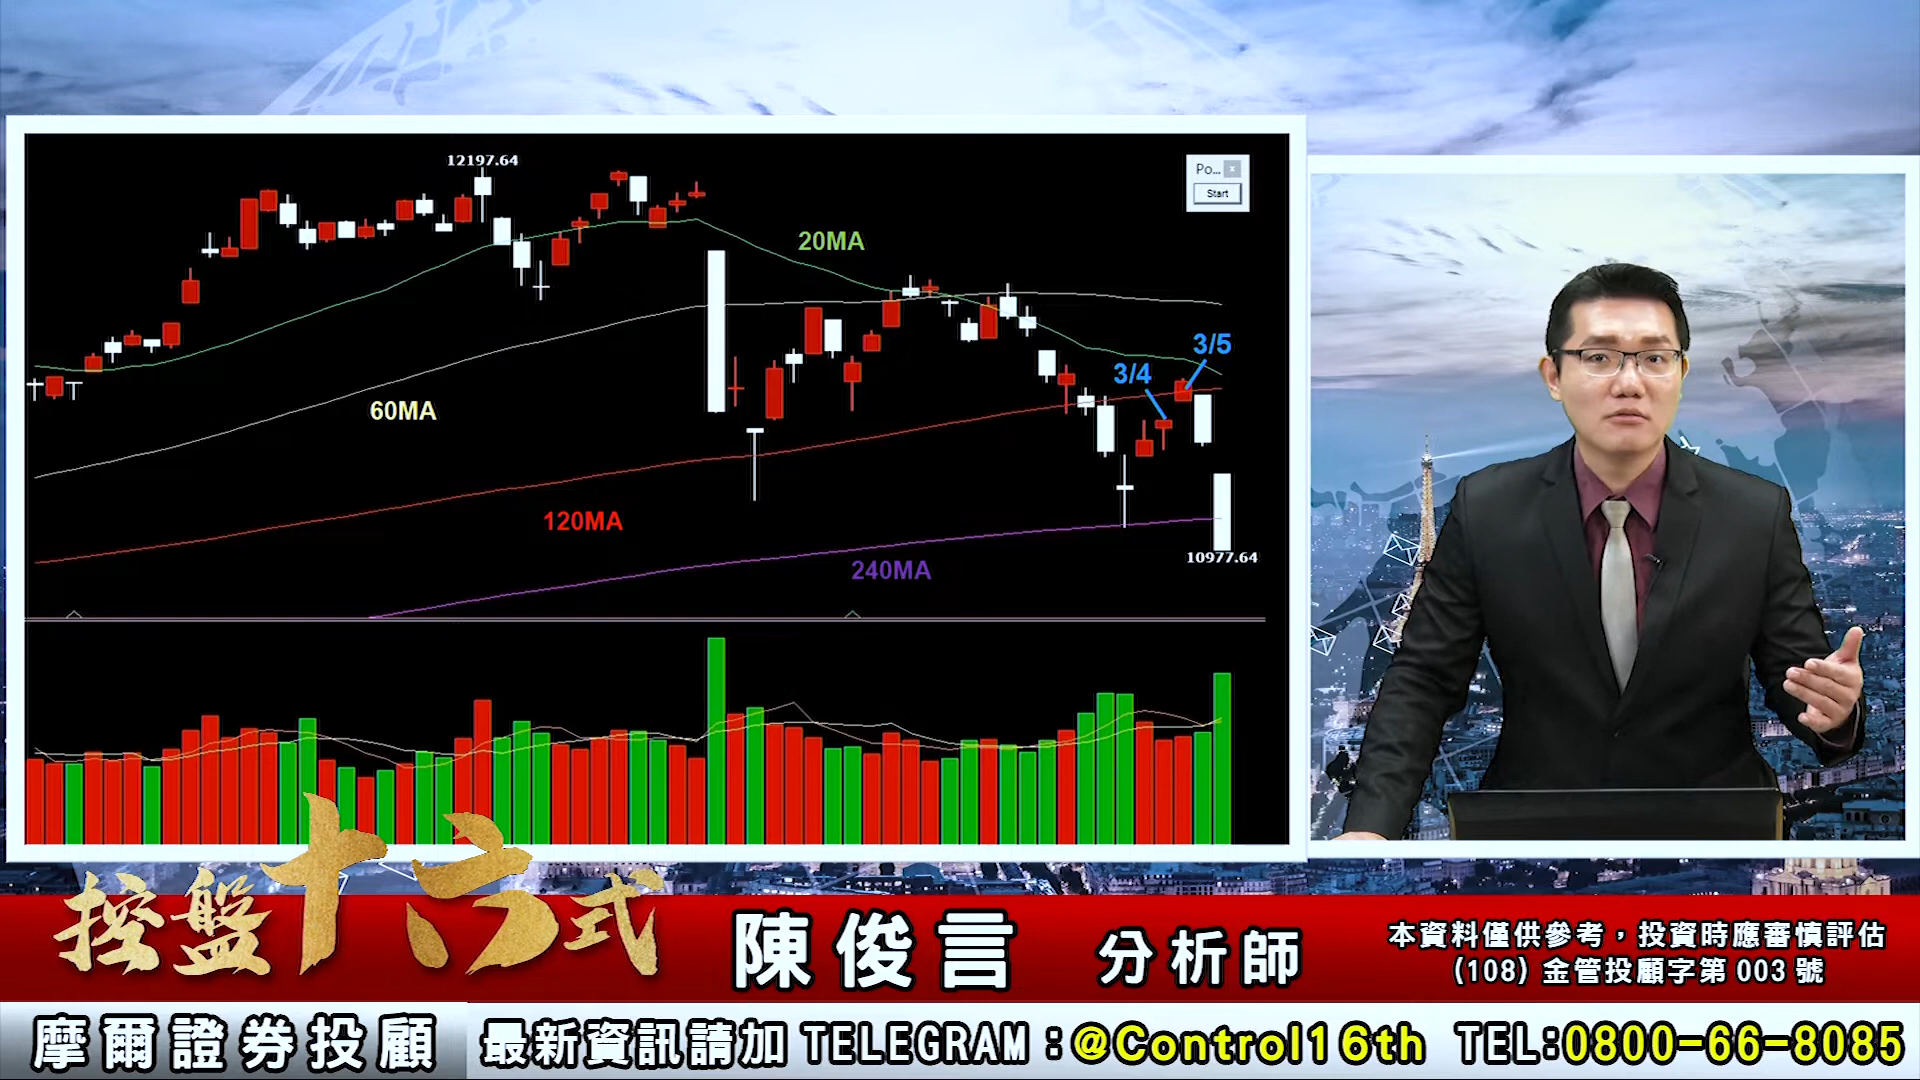 12197.64
Po... x
Start
20MA
3/5
3/4
60MA
120MA
240MA
10977.64
控盤十六式
陳俊言 分析師
本資料僅供參考，投資時應審慎評估
(108) 金管投顧字第 003 號
摩爾證券投顧
最新資訊請加 TELEGRAM：@Control16th TEL:0800-66-8085